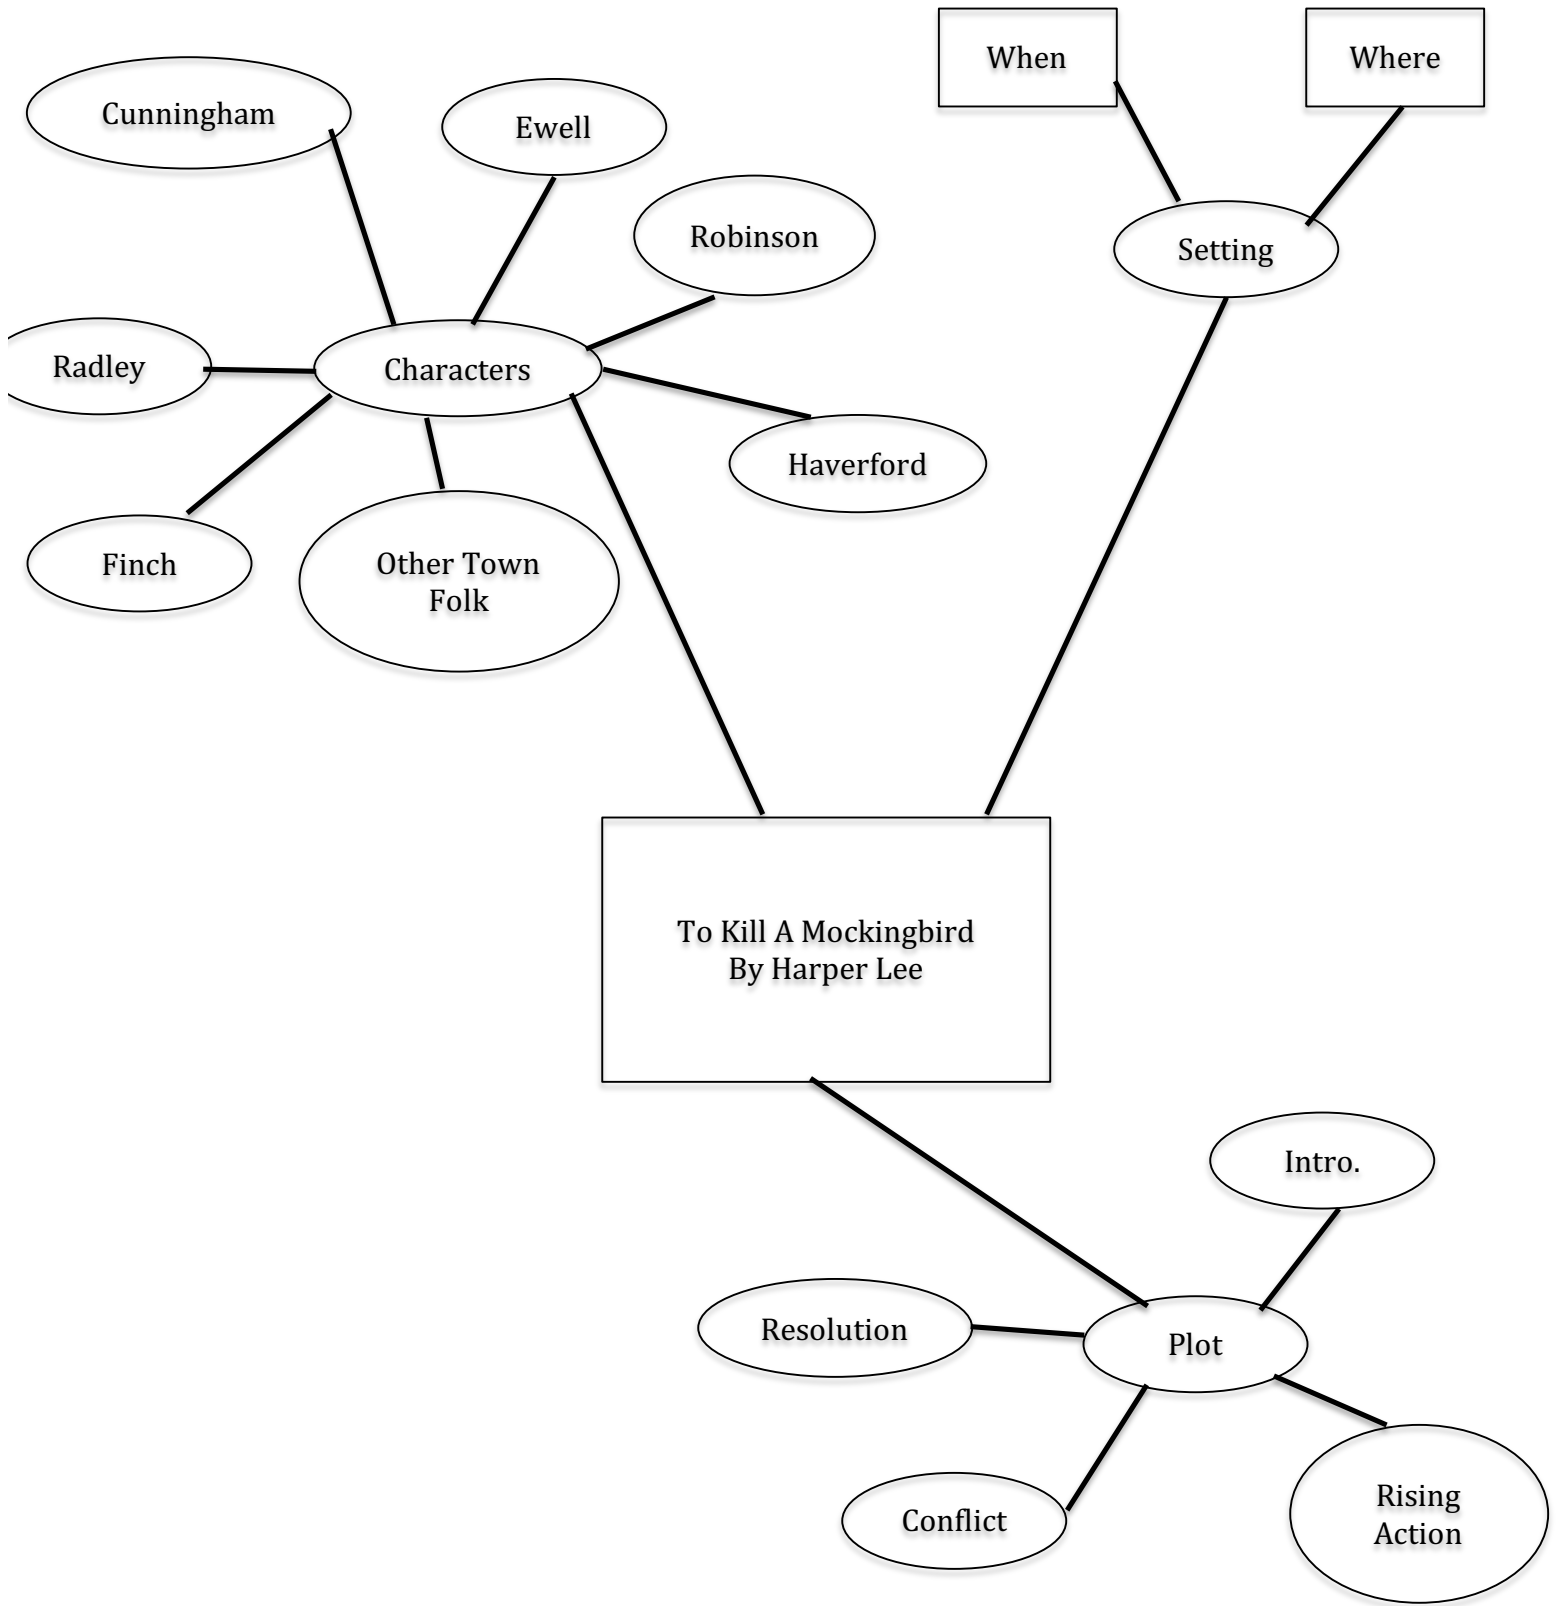 When
Where
Cunningham
Ewell
Robinson
Setting
Radley
Characters
Haverford
Finch
Other Town
Folk
To Kill A Mockingbird
By Harper Lee
Intro.
Resolution
Plot
Conflict
Rising
Action